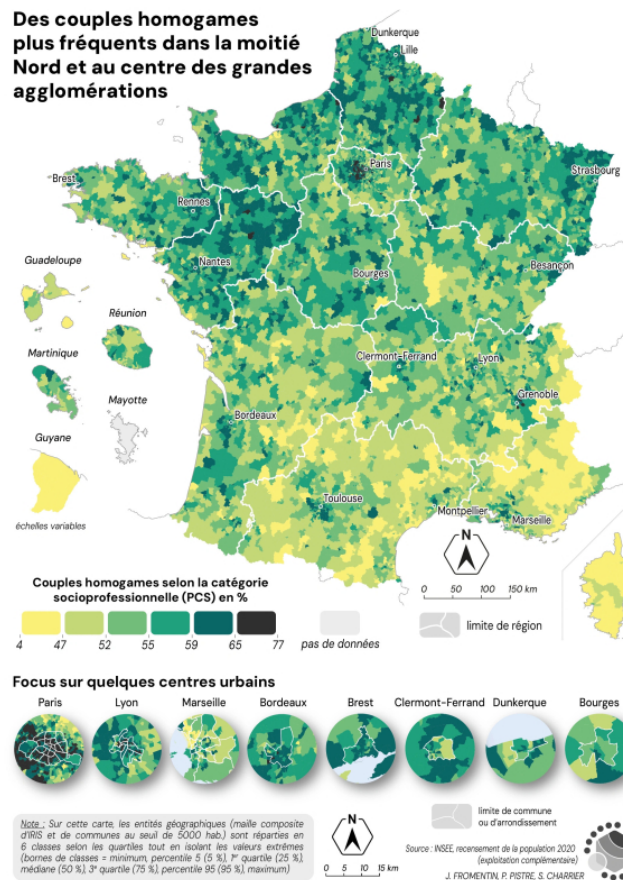 Des couples homogames
plus fréquents dans la moitié
Nord et au centre des grandes
agglomérations
Dunkerque
Lille
Paris
Strasbourg
Brest
Rennes
Nantes
Bourges
Besançon
Guadeloupe
Réunion
Martinique
Mayotte
Guyane
échelles variables
Clermont-Ferrand
Lyon
Grenoble
Bordeaux
Toulouse
Montpellier
Marseille
N
0 50 100 150 km
limite de région
Couples homogames selon la catégorie
socioprofessionnelle (PCS) en %
4 47 52 55 59 65 77
pas de données
Focus sur quelques centres urbains
Paris Lyon Marseille Bordeaux Brest Clermont-Ferrand Dunkerque Bourges
Note : Sur cette carte, les entités géographiques (maille composite
d'IRIS et de communes au seuil de 5000 hab.) sont réparties en
6 classes selon les quartiles tout en isolant les valeurs extrêmes
(bornes de classes = minimum, percentile 5 (5 %), 1er quartile (25 %),
médiane (50 %), 3e quartile (75 %), percentile 95 (95 %), maximum)
N
0 5 10 15 km
limite de commune
ou d'arrondissement
Source : INSEE, recensement de la population 2020
(exploitation complémentaire)
J. FROMENTIN, P. PISTRE, S. CHARRIER